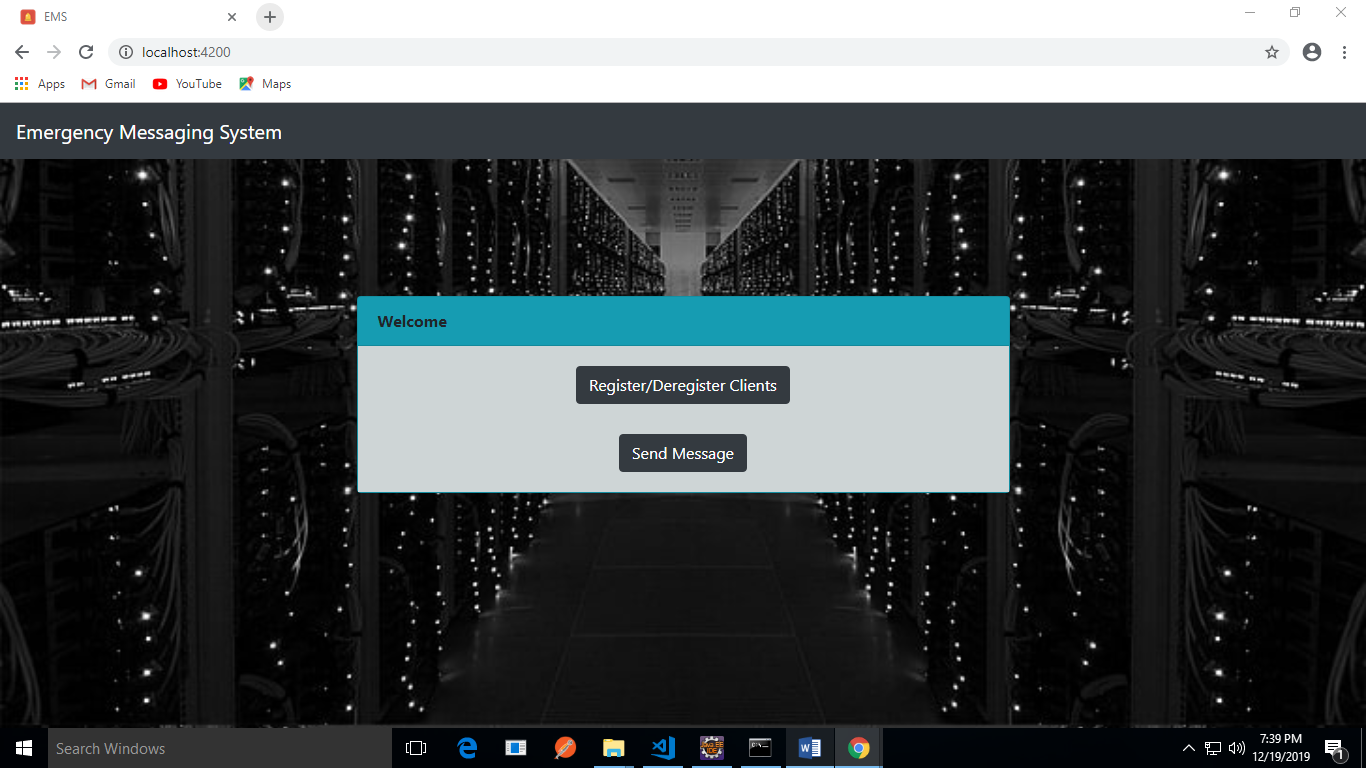 EMS
localhost:4200
Apps Gmail YouTube Maps
Emergency Messaging System
Welcome
Register/Deregister Clients
Send Message
Search Windows
7:39 PM
12/19/2019
1